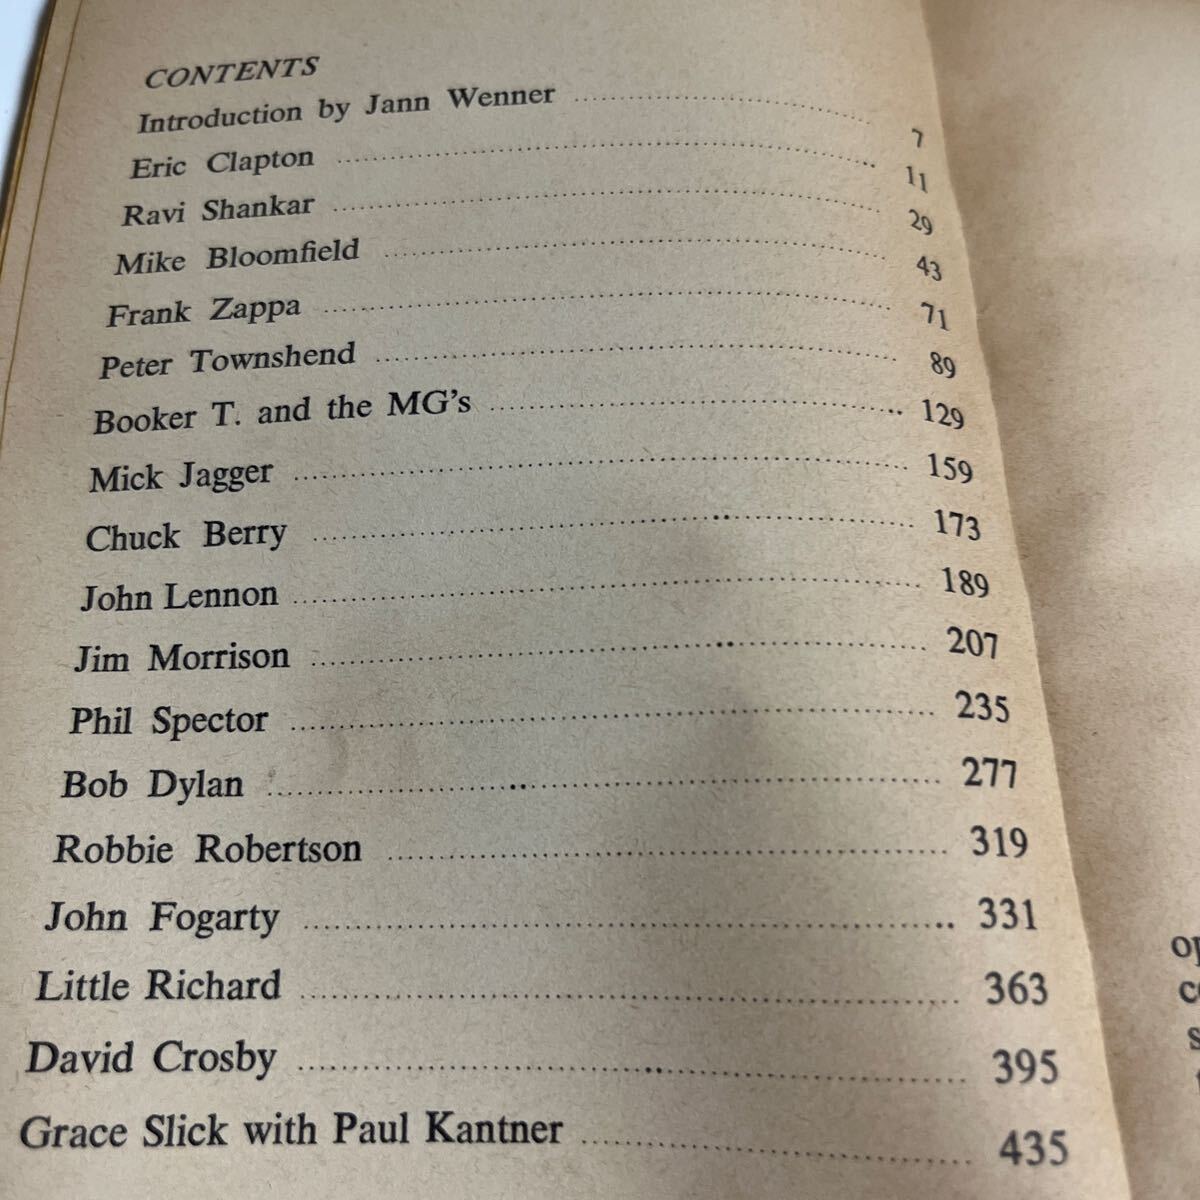 CONTENTS
Introduction by Jann Wenner 7
Eric Clapton 11
Ravi Shankar 29
Mike Bloomfield 43
Frank Zappa 71
Peter Townshend 89
Booker T. and the MG's 129
Mick Jagger 159
Chuck Berry 173
John Lennon 189
Jim Morrison 207
Phil Spector 235
Bob Dylan 277
Robbie Robertson 319
John Fogarty 331
Little Richard 363
David Crosby 395
Grace Slick with Paul Kantner 435